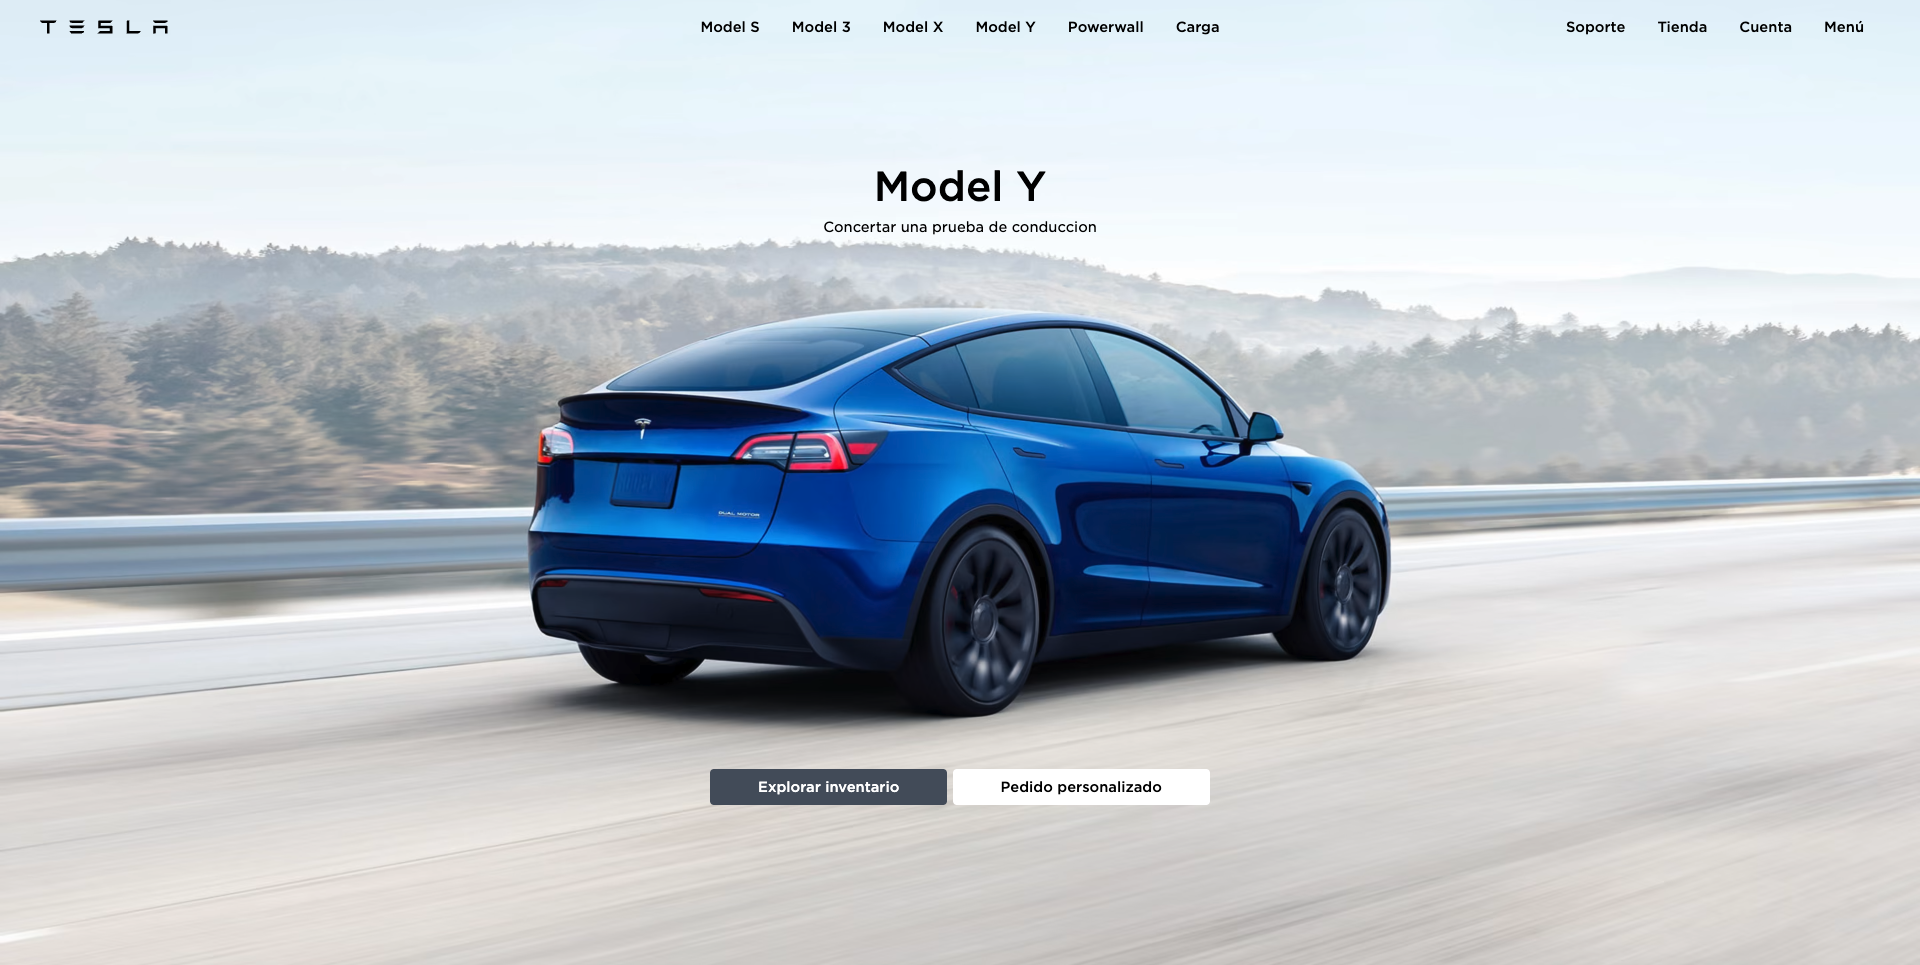 TESLA
Model S Model 3 Model X Model Y Powerwall Carga
Soporte Tienda Cuenta Menú
Model Y
Concertar una prueba de conduccion
DUAL MOTOR
Explorar inventario
Pedido personalizado